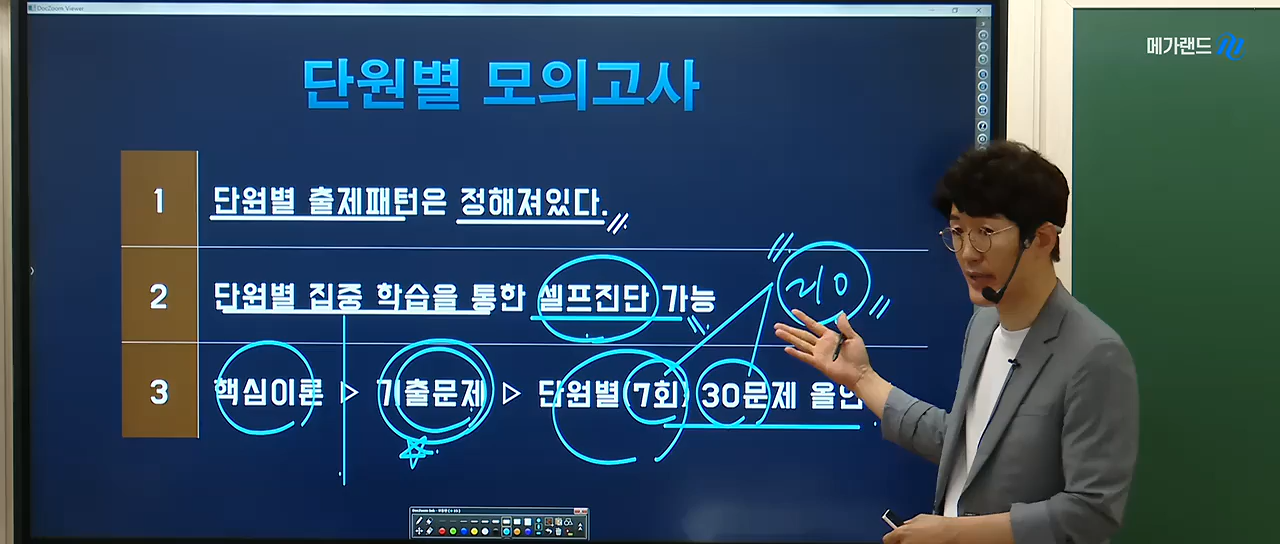 DocZoom Viewer
메가랜드
단원별 모의고사
1 단원별 출제패턴은 정해져있다.
2 단원별 집중 학습을 통한 셀프진단 가능
3 핵심이론 ▷ 기출문제 ▷ 단원별 7회 30문제 올인